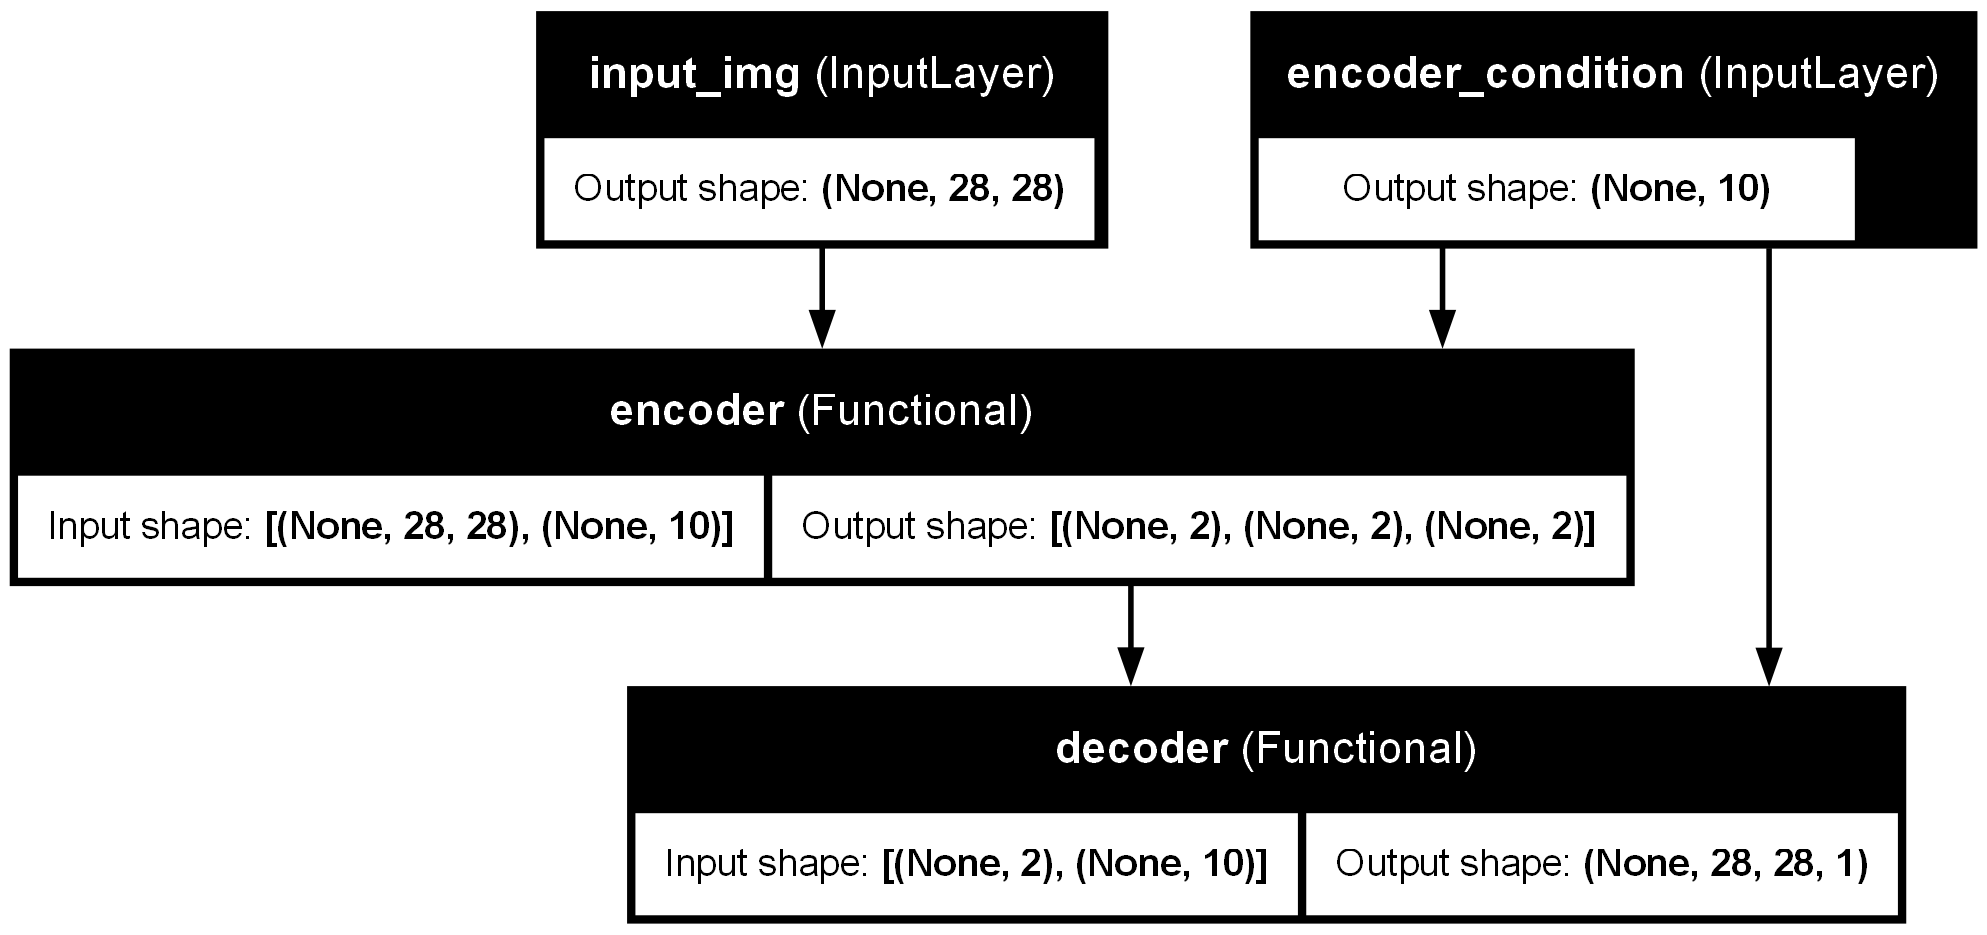 input_img (InputLayer)
Output shape: (None, 28, 28)
encoder_condition (InputLayer)
Output shape: (None, 10)
encoder (Functional)
Input shape: [(None, 28, 28), (None, 10)]
Output shape: [(None, 2), (None, 2), (None, 2)]
decoder (Functional)
Input shape: [(None, 2), (None, 10)]
Output shape: (None, 28, 28, 1)